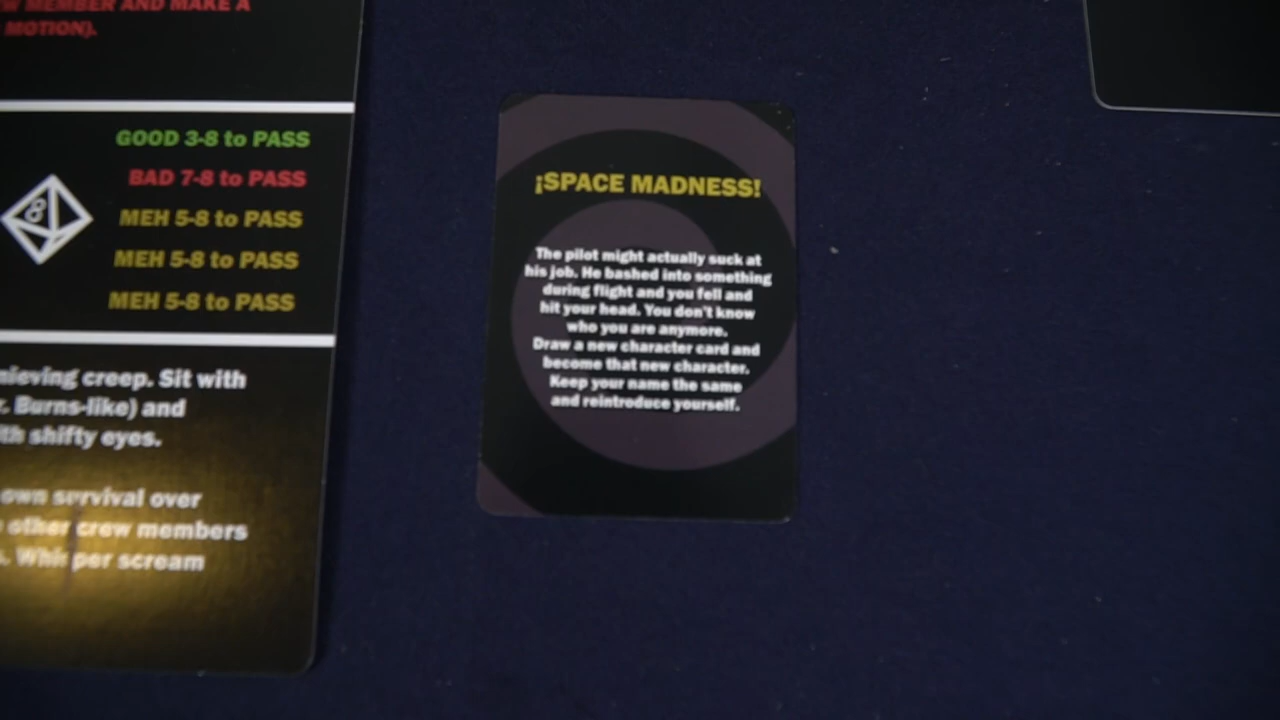 W MEMBER AND MAKE A
MOTION).
GOOD 3-8 to PASS
BAD 7-8 to PASS
8
MEH 5-8 to PASS
MEH 5-8 to PASS
MEH 5-8 to PASS
nieving creep. Sit with
. Burns-like) and
th shifty eyes.
own survival over
other crew members
. Whisper scream
¡SPACE MADNESS!
The pilot might actually suck at
his job. He bashed into something
during flight and you fell and
hit your head. You don't know
who you are anymore.
Draw a new character card and
become that new character.
Keep your name the same
and reintroduce yourself.